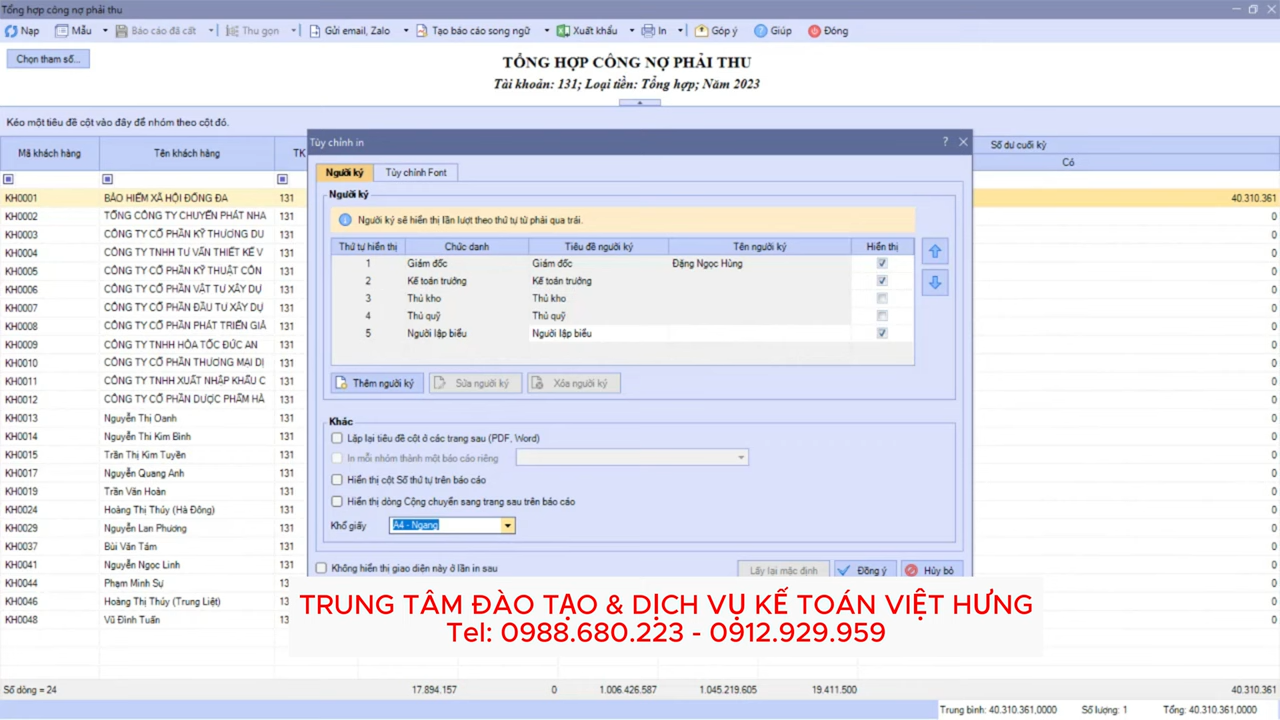 Tổng hợp công nợ phải thu
Nạp Mẫu Báo cáo đã cất Thu gọn Gửi email, Zalo Tạo báo cáo song ngữ Xuất khẩu In Góp ý Giúp Đóng
Chọn tham số...
TỔNG HỢP CÔNG NỢ PHẢI THU
Tài khoản: 131; Loại tiền: Tổng hợp; Năm 2023
Kéo một tiêu đề cột vào đây để nhóm theo cột đó.
Mã khách hàng Tên khách hàng TK Số dư cuối kỳ
Có
KH0001 BẢO HIỂM XÃ HỘI ĐỐNG ĐA 131 40.310.361
KH0002 TỔNG CÔNG TY CHUYỂN PHÁT NHA 131 0
KH0003 CÔNG TY CỔ PHẦN KỸ THƯƠNG DU 131 0
KH0004 CÔNG TY TNHH TƯ VẤN THIẾT KẾ V 131 0
KH0005 CÔNG TY CỔ PHẦN KỸ THUẬT CÔN 131 0
KH0006 CÔNG TY CỔ PHẦN VẬT TƯ XÂY DỰ 131 0
KH0007 CÔNG TY CỔ PHẦN ĐẦU TƯ XÂY DỰ 131 0
KH0008 CÔNG TY CỔ PHẦN PHÁT TRIỂN GIẢ 131 0
KH0009 CÔNG TY TNHH HÓA TỐC ĐỨC AN 131 0
KH0010 CÔNG TY CỔ PHẦN THƯƠNG MẠI DỊ 131 0
KH0011 CÔNG TY TNHH XUẤT NHẬP KHẨU C 131 0
KH0012 CÔNG TY CỔ PHẦN DƯỢC PHẨM HÀ 131 0
KH0013 Nguyễn Thị Oanh 131 0
KH0014 Nguyễn Thị Kim Bình 131 0
KH0015 Trần Thị Kim Tuyền 131 0
KH0017 Nguyễn Quang Anh 131 0
KH0019 Trần Văn Hoàn 131 0
KH0024 Hoàng Thị Thúy (Hà Đông) 131 0
KH0029 Nguyễn Lan Phương 131 0
KH0037 Bùi Văn Tám 131 0
KH0041 Nguyễn Ngọc Linh 131 0
KH0044 Phạm Minh Sự 13 0
KH0046 Hoàng Thị Thúy (Trung Liệt) 13 0
KH0048 Vũ Đình Tuấn 13 0
Tùy chỉnh in ?
Người ký Tùy chỉnh Font
Người ký
Người ký sẽ hiển thị lần lượt theo thứ tự từ phải qua trái.
Thứ tự hiển thị Chức danh Tiêu đề người ký Tên người ký Hiển thị
1 Giám đốc Giám đốc Đặng Ngọc Hùng
2 Kế toán trưởng Kế toán trưởng
3 Thủ kho Thủ kho
4 Thủ quỹ Thủ quỹ
5 Người lập biểu Người lập biểu
Thêm người ký Sửa người ký Xóa người ký
Khác
Lặp lại tiêu đề cột ở các trang sau (PDF, Word)
In mỗi nhóm thành một báo cáo riêng
Hiển thị cột Số thứ tự trên báo cáo
Hiển thị dòng Cộng chuyển sang trang sau trên báo cáo
Khổ giấy A4 - Ngang
Không hiển thị giao diện này ở lần in sau Lấy lại mặc định Đồng ý Hủy bỏ
TRUNG TÂM ĐÀO TẠO & DỊCH VỤ KẾ TOÁN VIỆT HƯNG
Tel: 0988.680.223 - 0912.929.959
Số dòng = 24 17.894.157 0 1.006.426.587 1.045.219.605 19.411.500 40.310.361
Trung bình: 40.310.361,0000 Số lượng: 1 Tổng: 40.310.361,0000